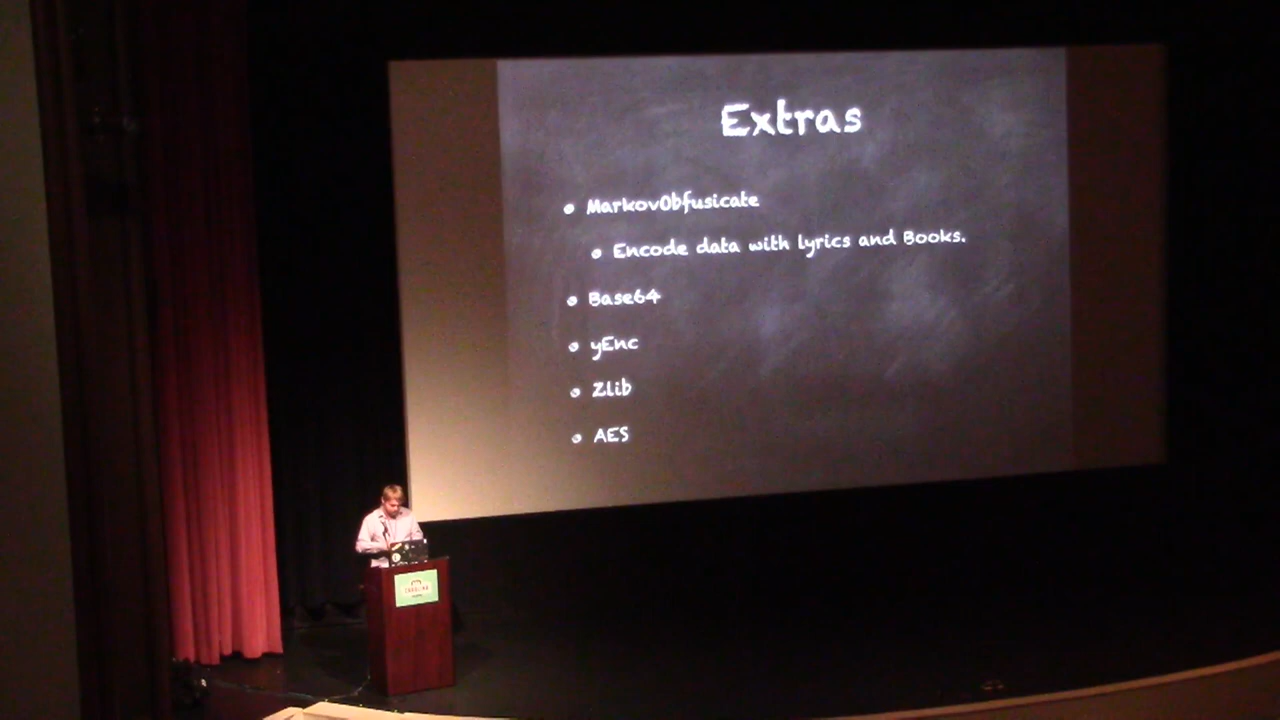 Extras
MarkovObfusicate
Encode data with lyrics and Books.
Base64
yEnc
Zlib
AES